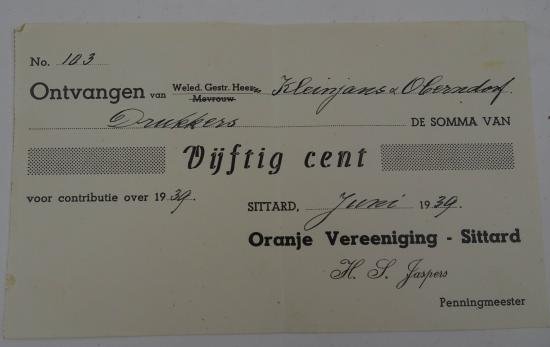 No. 103
Ontvangen van Weled. Gestr. Heeren Kleinjans & Oberndorf.
Mevrouw
Drukkers DE SOMMA VAN
Vijftig cent
voor contributie over 1939.
SITTARD, Juni 1939.
Oranje Vereeniging - Sittard
H. S. Jaspers
Penningmeester